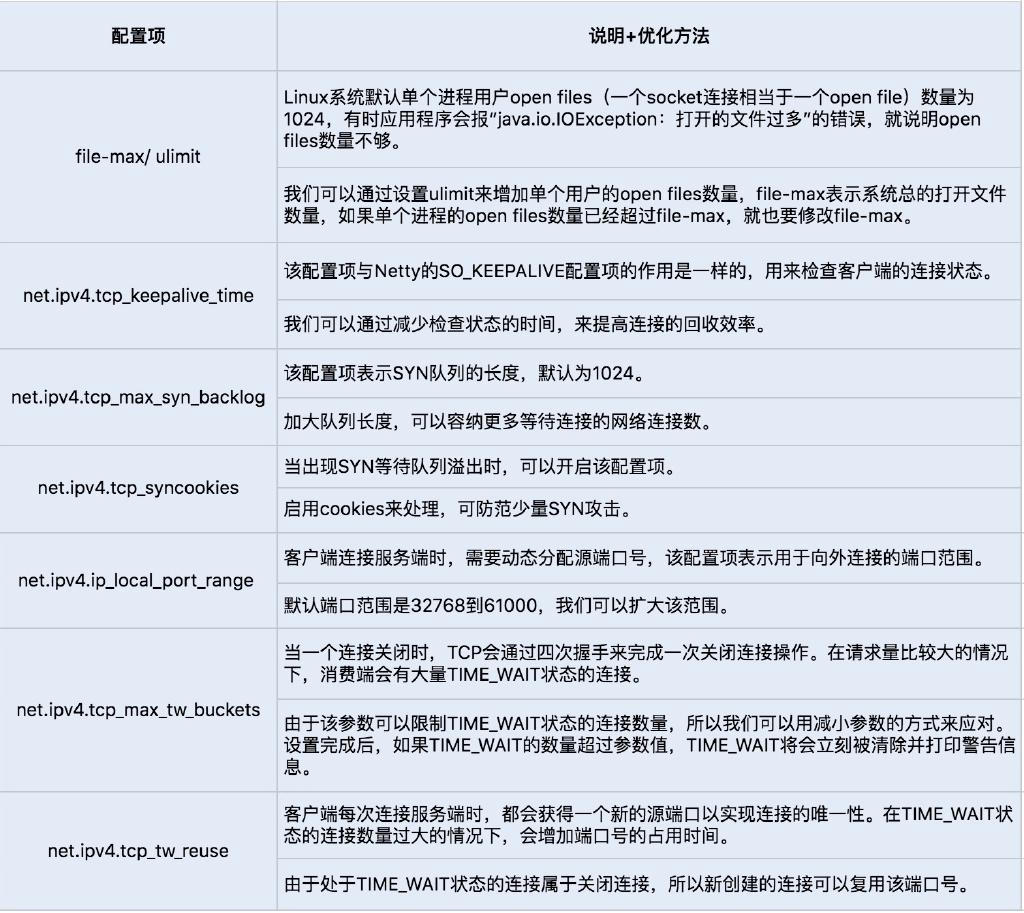 配置项
说明+优化方法
file-max/ ulimit
Linux系统默认单个进程用户open files（一个socket连接相当于一个open file）数量为
1024，有时应用程序会报“java.io.IOException：打开的文件过多”的错误，就说明open
files数量不够。
我们可以通过设置ulimit来增加单个用户的open files数量，file-max表示系统总的打开文件
数量，如果单个进程的open files数量已经超过file-max，就也要修改file-max。
net.ipv4.tcp_keepalive_time
该配置项与Netty的SO_KEEPALIVE配置项的作用是一样的，用来检查客户端的连接状态。
我们可以通过减少检查状态的时间，来提高连接的回收效率。
net.ipv4.tcp_max_syn_backlog
该配置项表示SYN队列的长度，默认为1024。
加大队列长度，可以容纳更多等待连接的网络连接数。
net.ipv4.tcp_syncookies
当出现SYN等待队列溢出时，可以开启该配置项。
启用cookies来处理，可防范少量SYN攻击。
net.ipv4.ip_local_port_range
客户端连接服务端时，需要动态分配源端口号，该配置项表示用于向外连接的端口范围。
默认端口范围是32768到61000，我们可以扩大该范围。
net.ipv4.tcp_max_tw_buckets
当一个连接关闭时，TCP会通过四次握手来完成一次关闭连接操作。在请求量比较大的情况
下，消费端会有大量TIME_WAIT状态的连接。
由于该参数可以限制TIME_WAIT状态的连接数量，所以我们可以用减小参数的方式来应对。
设置完成后，如果TIME_WAIT的数量超过参数值，TIME_WAIT将会立刻被清除并打印警告信
息。
net.ipv4.tcp_tw_reuse
客户端每次连接服务端时，都会获得一个新的源端口以实现连接的唯一性。在TIME_WAIT状
态的连接数量过大的情况下，会增加端口号的占用时间。
由于处于TIME_WAIT状态的连接属于关闭连接，所以新创建的连接可以复用该端口号。